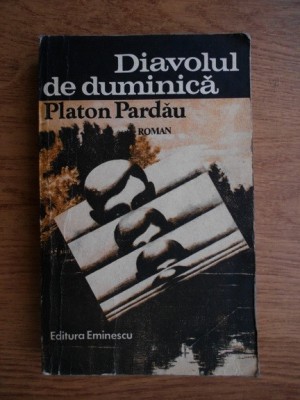 Diavolul
de duminică
Platon Pardău
ROMAN
Editura Eminescu